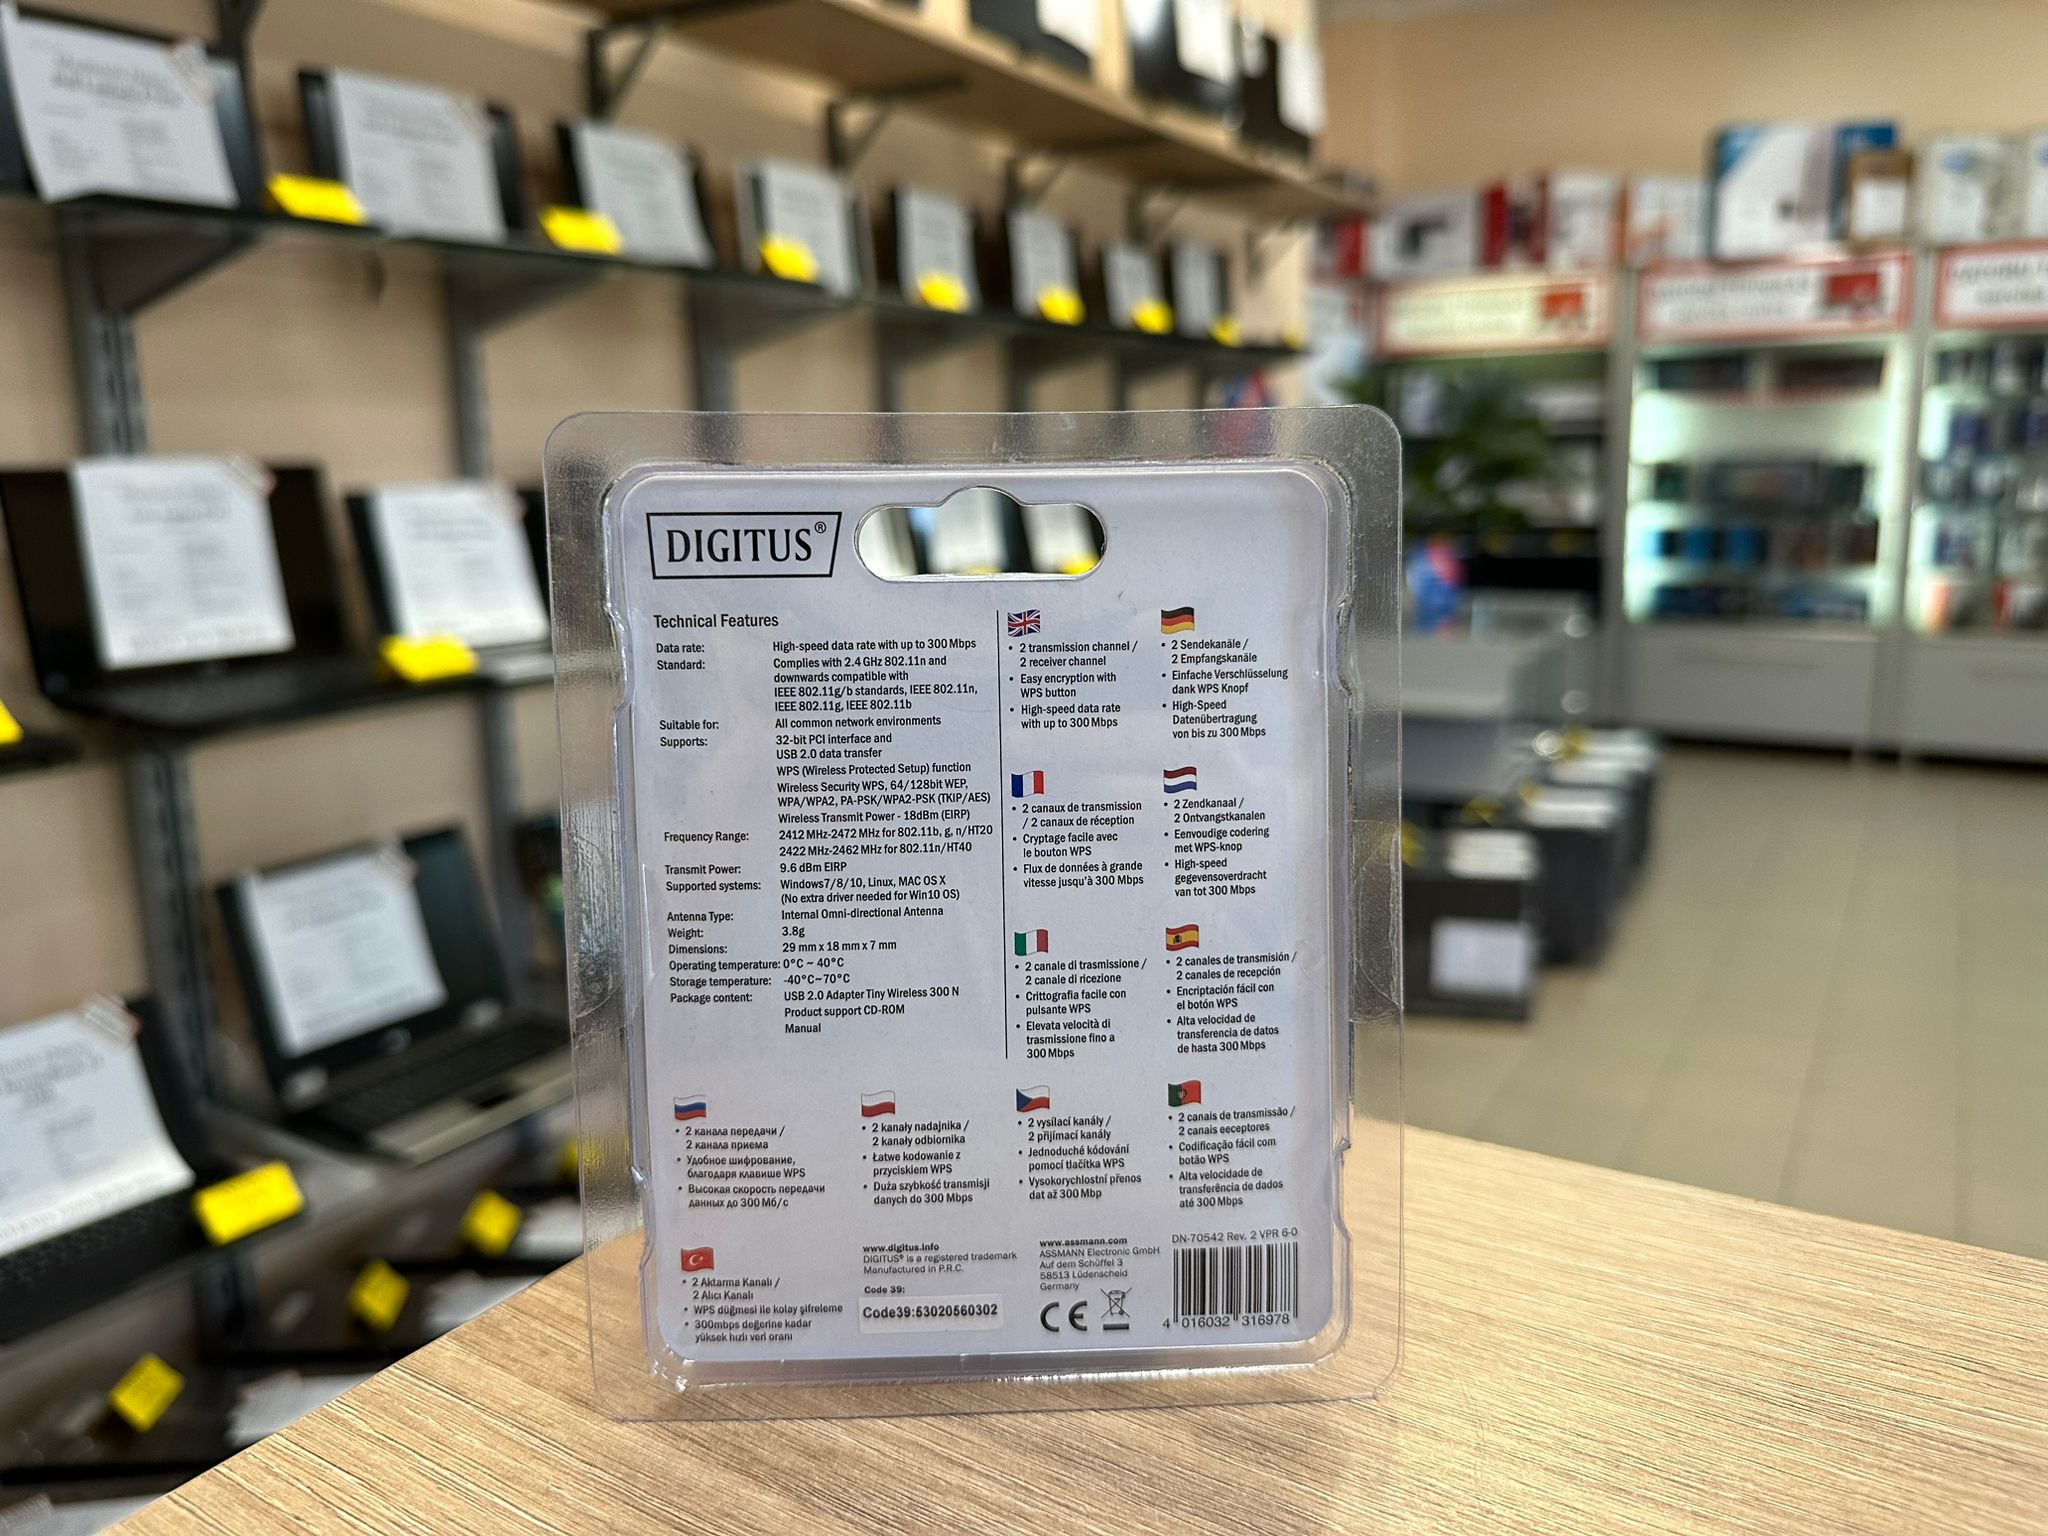 DIGITUS®
Technical Features
Data rate: High-speed data rate with up to 300 Mbps
Standard: Complies with 2.4 GHz 802.11n and
downwards compatible with
IEEE 802.11g/b standards, IEEE 802.11n,
IEEE 802.11g, IEEE 802.11b
Suitable for: All common network environments
Supports: 32-bit PCI interface and
USB 2.0 data transfer
WPS (Wireless Protected Setup) function
Wireless Security WPS, 64/128bit WEP,
WPA/WPA2, PA-PSK/WPA2-PSK (TKIP/AES)
Wireless Transmit Power - 18dBm (EIRP)
Frequency Range: 2412 MHz-2472 MHz for 802.11b, g, n/HT20
2422 MHz-2462 MHz for 802.11n/HT40
Transmit Power: 9.6 dBm EIRP
Supported systems: Windows7/8/10, Linux, MAC OS X
(No extra driver needed for Win10 OS)
Antenna Type: Internal Omni-directional Antenna
Weight: 3.8g
Dimensions: 29 mm x 18 mm x 7 mm
Operating temperature: 0°C ~ 40°C
Storage temperature: -40°C~70°C
Package content: USB 2.0 Adapter Tiny Wireless 300 N
Product support CD-ROM
Manual
• 2 transmission channel /
2 receiver channel
• Easy encryption with
WPS button
• High-speed data rate
with up to 300 Mbps
• 2 Sendekanäle /
2 Empfangskanäle
• Einfache Verschlüsselung
dank WPS Knopf
• High-Speed
Datenübertragung
von bis zu 300 Mbps
• 2 canaux de transmission
/ 2 canaux de réception
• Cryptage facile avec
le bouton WPS
• Flux de données à grande
vitesse jusqu'à 300 Mbps
• 2 Zendkanaal /
2 Ontvangstkanalen
• Eenvoudige codering
met WPS-knop
• High-speed
gegevensoverdracht
van tot 300 Mbps
• 2 canale di trasmissione /
2 canale di ricezione
• Crittografia facile con
pulsante WPS
• Elevata velocità di
trasmissione fino a
300 Mbps
• 2 canales de transmisión /
2 canales de recepción
• Encriptación fácil con
el botón WPS
• Alta velocidad de
transferencia de datos
de hasta 300 Mbps
• 2 канала передачи /
2 канала приема
• Удобное шифрование,
благодаря клавише WPS
• Высокая скорость передачи
данных до 300 Мб/с
• 2 kanały nadajnika /
2 kanały odbiornika
• Łatwe kodowanie z
przyciskiem WPS
• Duża szybkość transmisji
danych do 300 Mbps
• 2 vysílací kanály /
2 přijímací kanály
• Jednoduché kódování
pomocí tlačítka WPS
• Vysokorychlostní přenos
dat až 300 Mbp
• 2 canais de transmissão /
2 canais eeceptores
• Codificação fácil com
botão WPS
• Alta velocidade de
transferência de dados
até 300 Mbps
• 2 Aktarma Kanalı /
2 Alıcı Kanalı
• WPS düğmesi ile kolay şifreleme
• 300mbps değerine kadar
yüksek hızlı veri oranı
www.digitus.info
DIGITUS® is a registered trademark
Manufactured in P.R.C.
Code 39:
Code39:53020560302
www.assmann.com
ASSMANN Electronic GmbH
Auf dem Schüffel 3
58513 Lüdenscheid
Germany
CE
DN-70542 Rev. 2 VPR 6-0
4 016032 316978